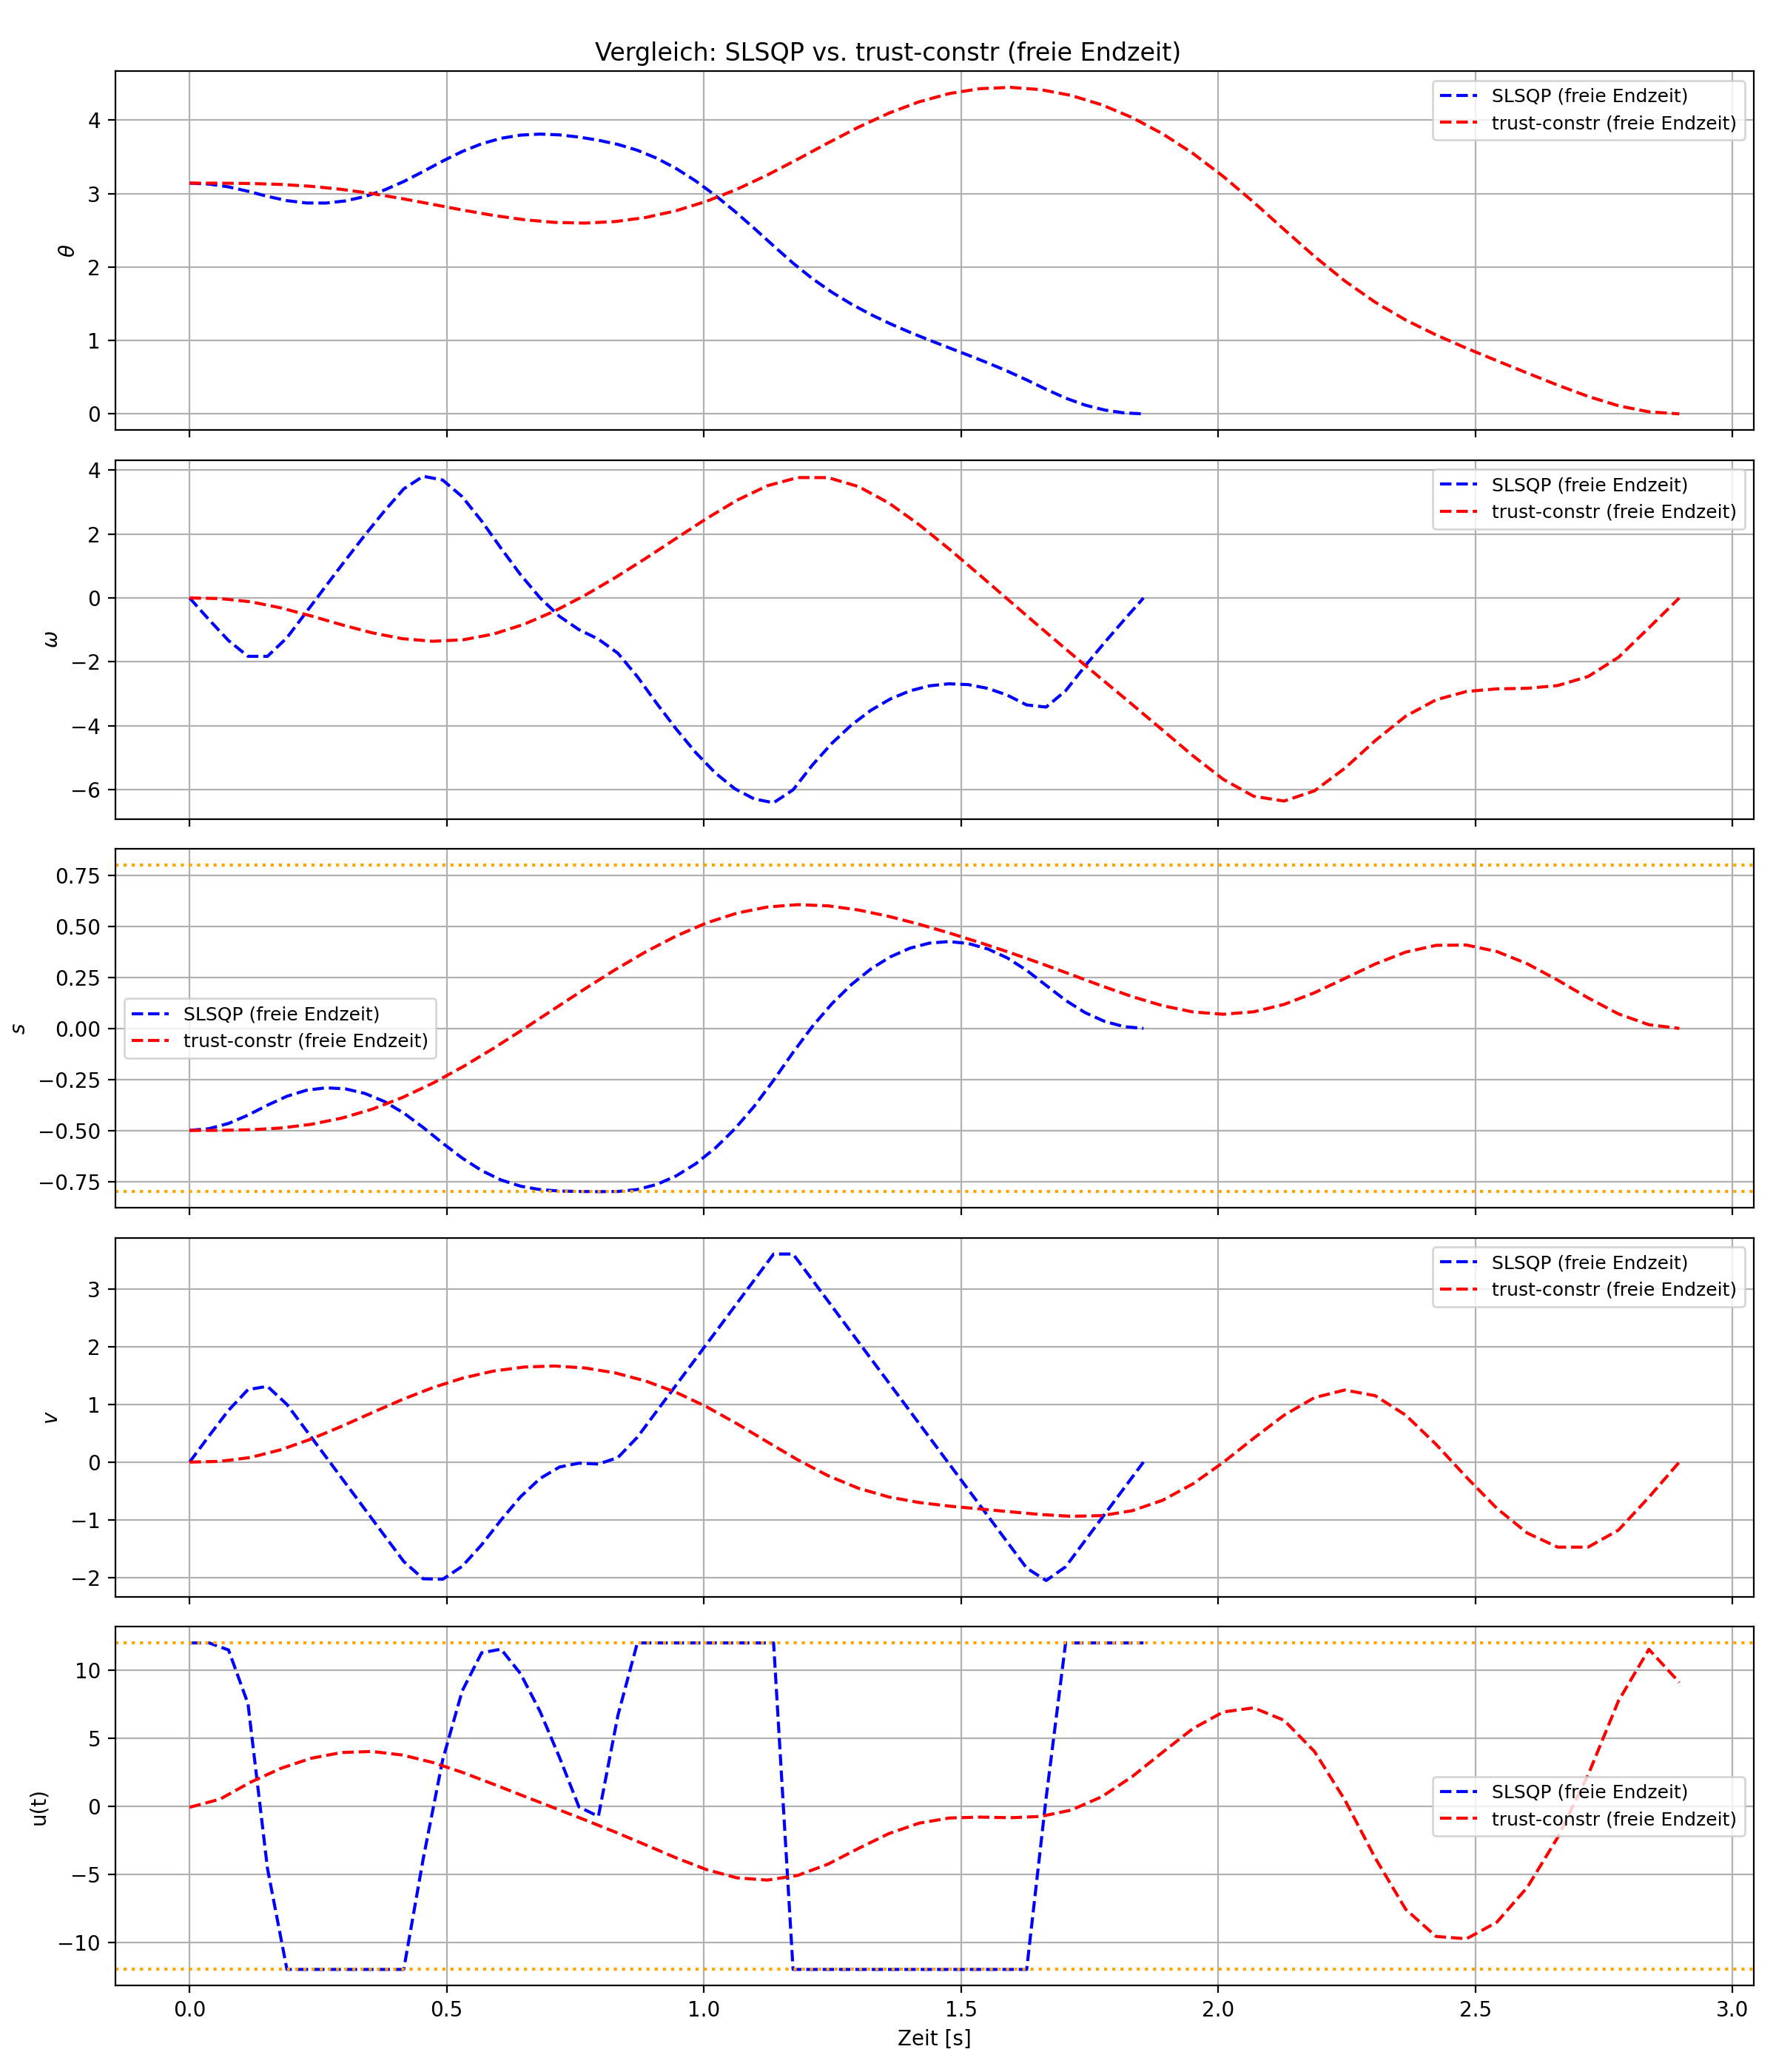 Vergleich: SLSQP vs. trust-constr (freie Endzeit)
4
3
2
1
0
θ
SLSQP (freie Endzeit)
trust-constr (freie Endzeit)
4
2
0
−2
−4
−6
ω
SLSQP (freie Endzeit)
trust-constr (freie Endzeit)
0.75
0.50
0.25
0.00
−0.25
−0.50
−0.75
s
SLSQP (freie Endzeit)
trust-constr (freie Endzeit)
3
2
1
0
−1
−2
v
SLSQP (freie Endzeit)
trust-constr (freie Endzeit)
10
5
0
−5
−10
u(t)
SLSQP (freie Endzeit)
trust-constr (freie Endzeit)
0.0 0.5 1.0 1.5 2.0 2.5 3.0
Zeit [s]